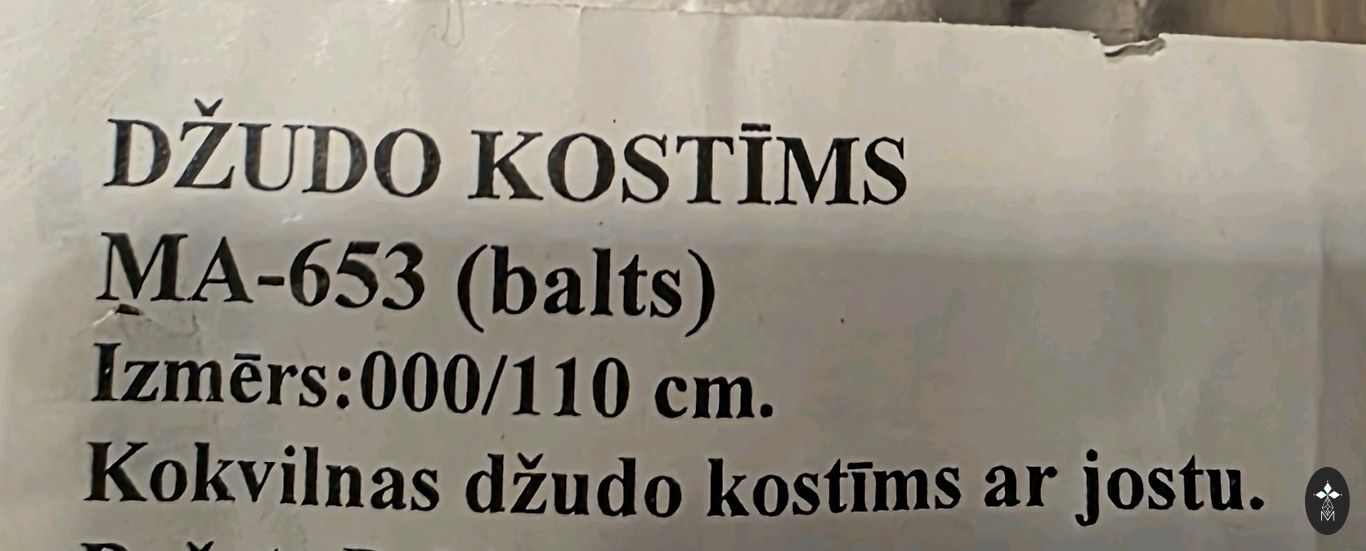 DŽUDO KOSTĪMS
MA-653 (balts)
Izmērs:000/110 cm.
Kokvilnas džudo kostīms ar jostu.